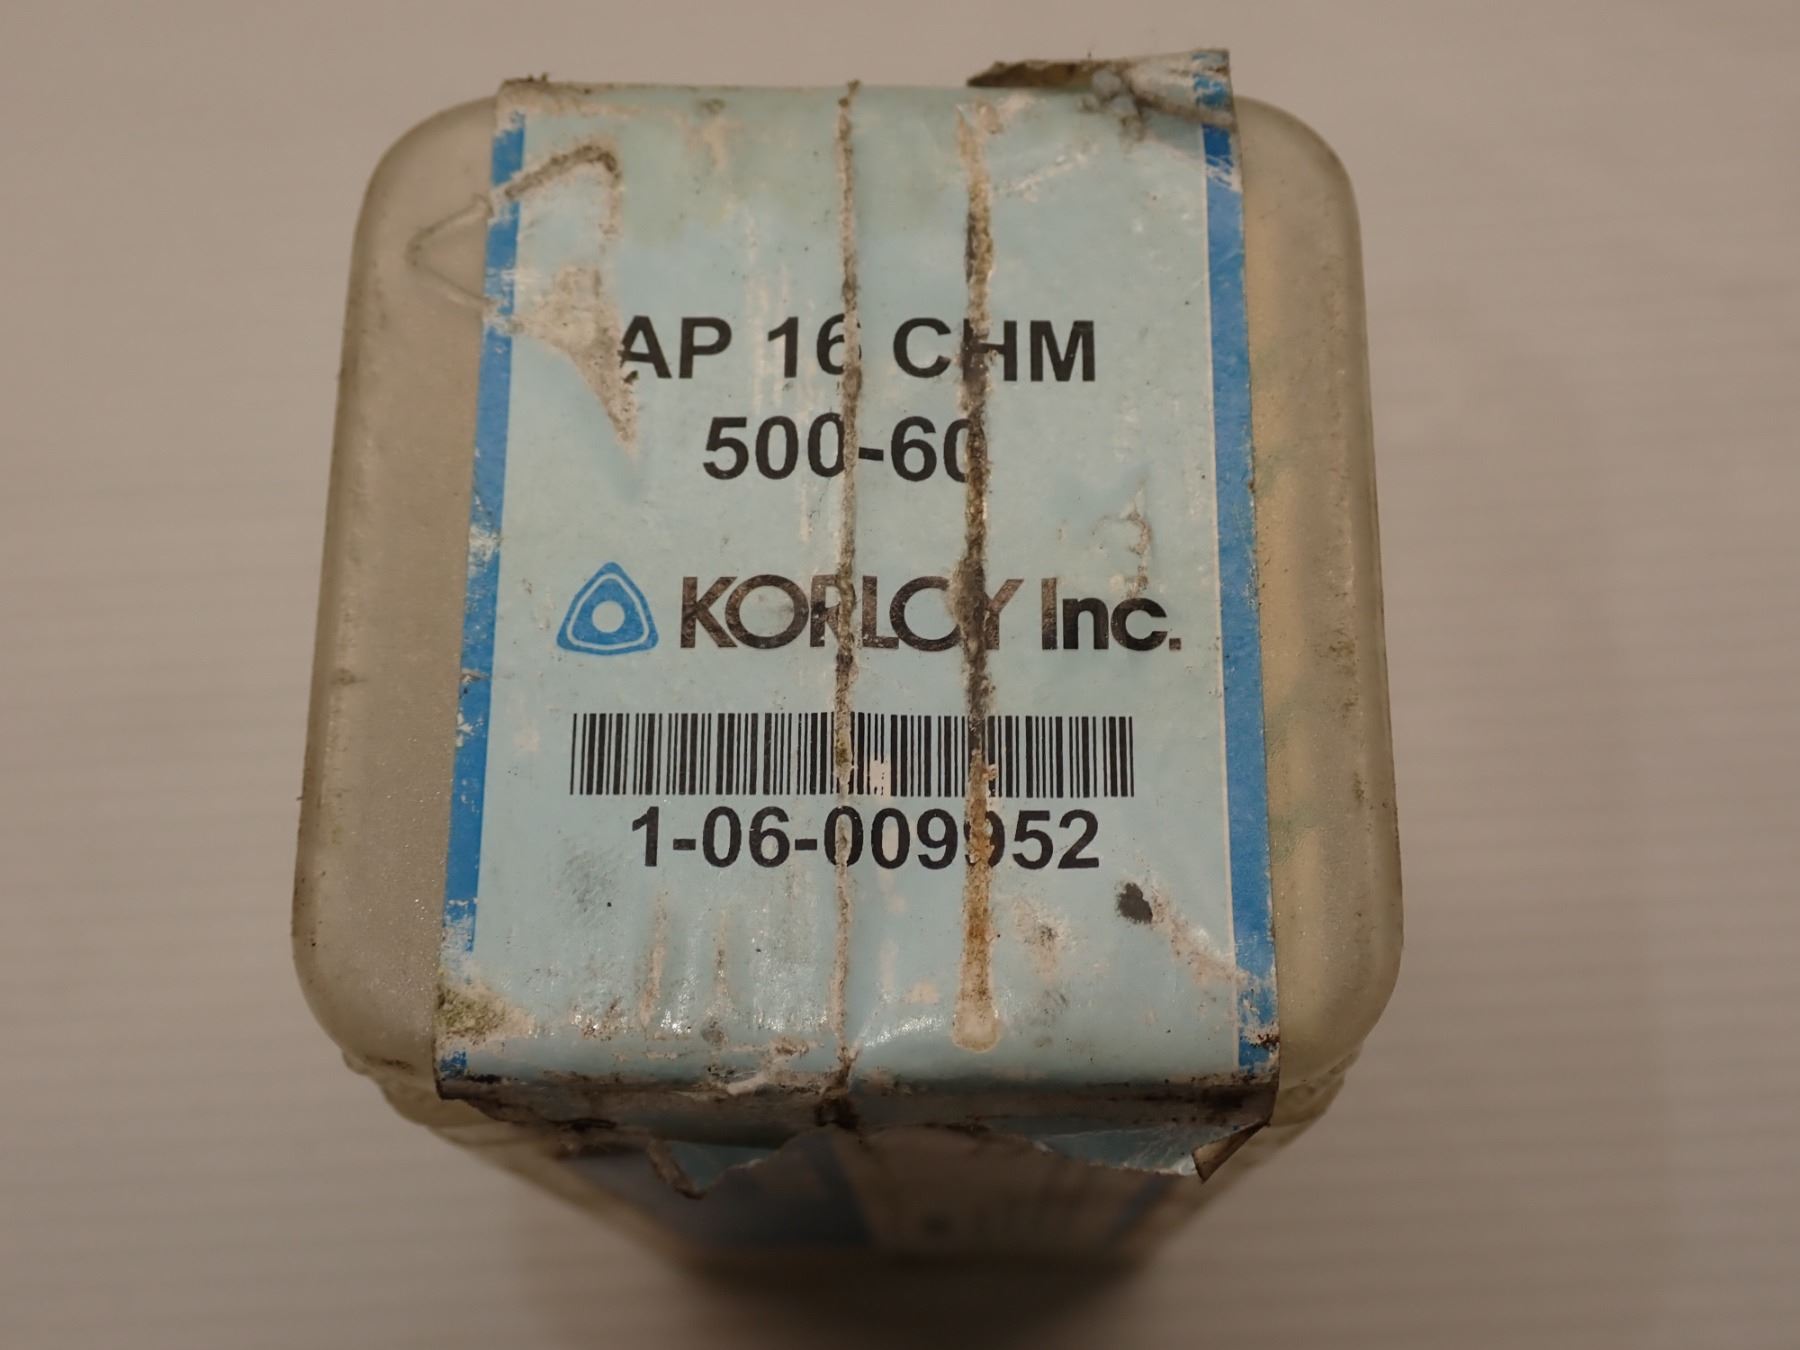 AP 16 CHM
500-60
KORLOY Inc.
1-06-009952